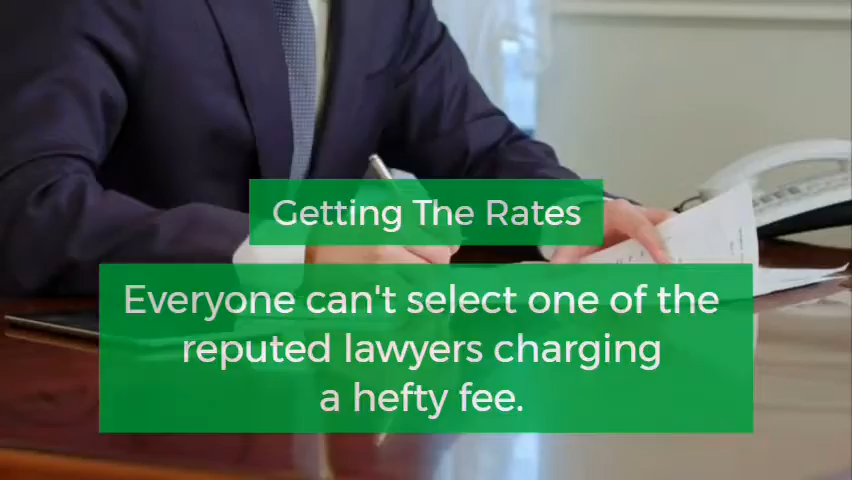 Getting The Rates
Everyone can't select one of the
reputed lawyers charging
a hefty fee.